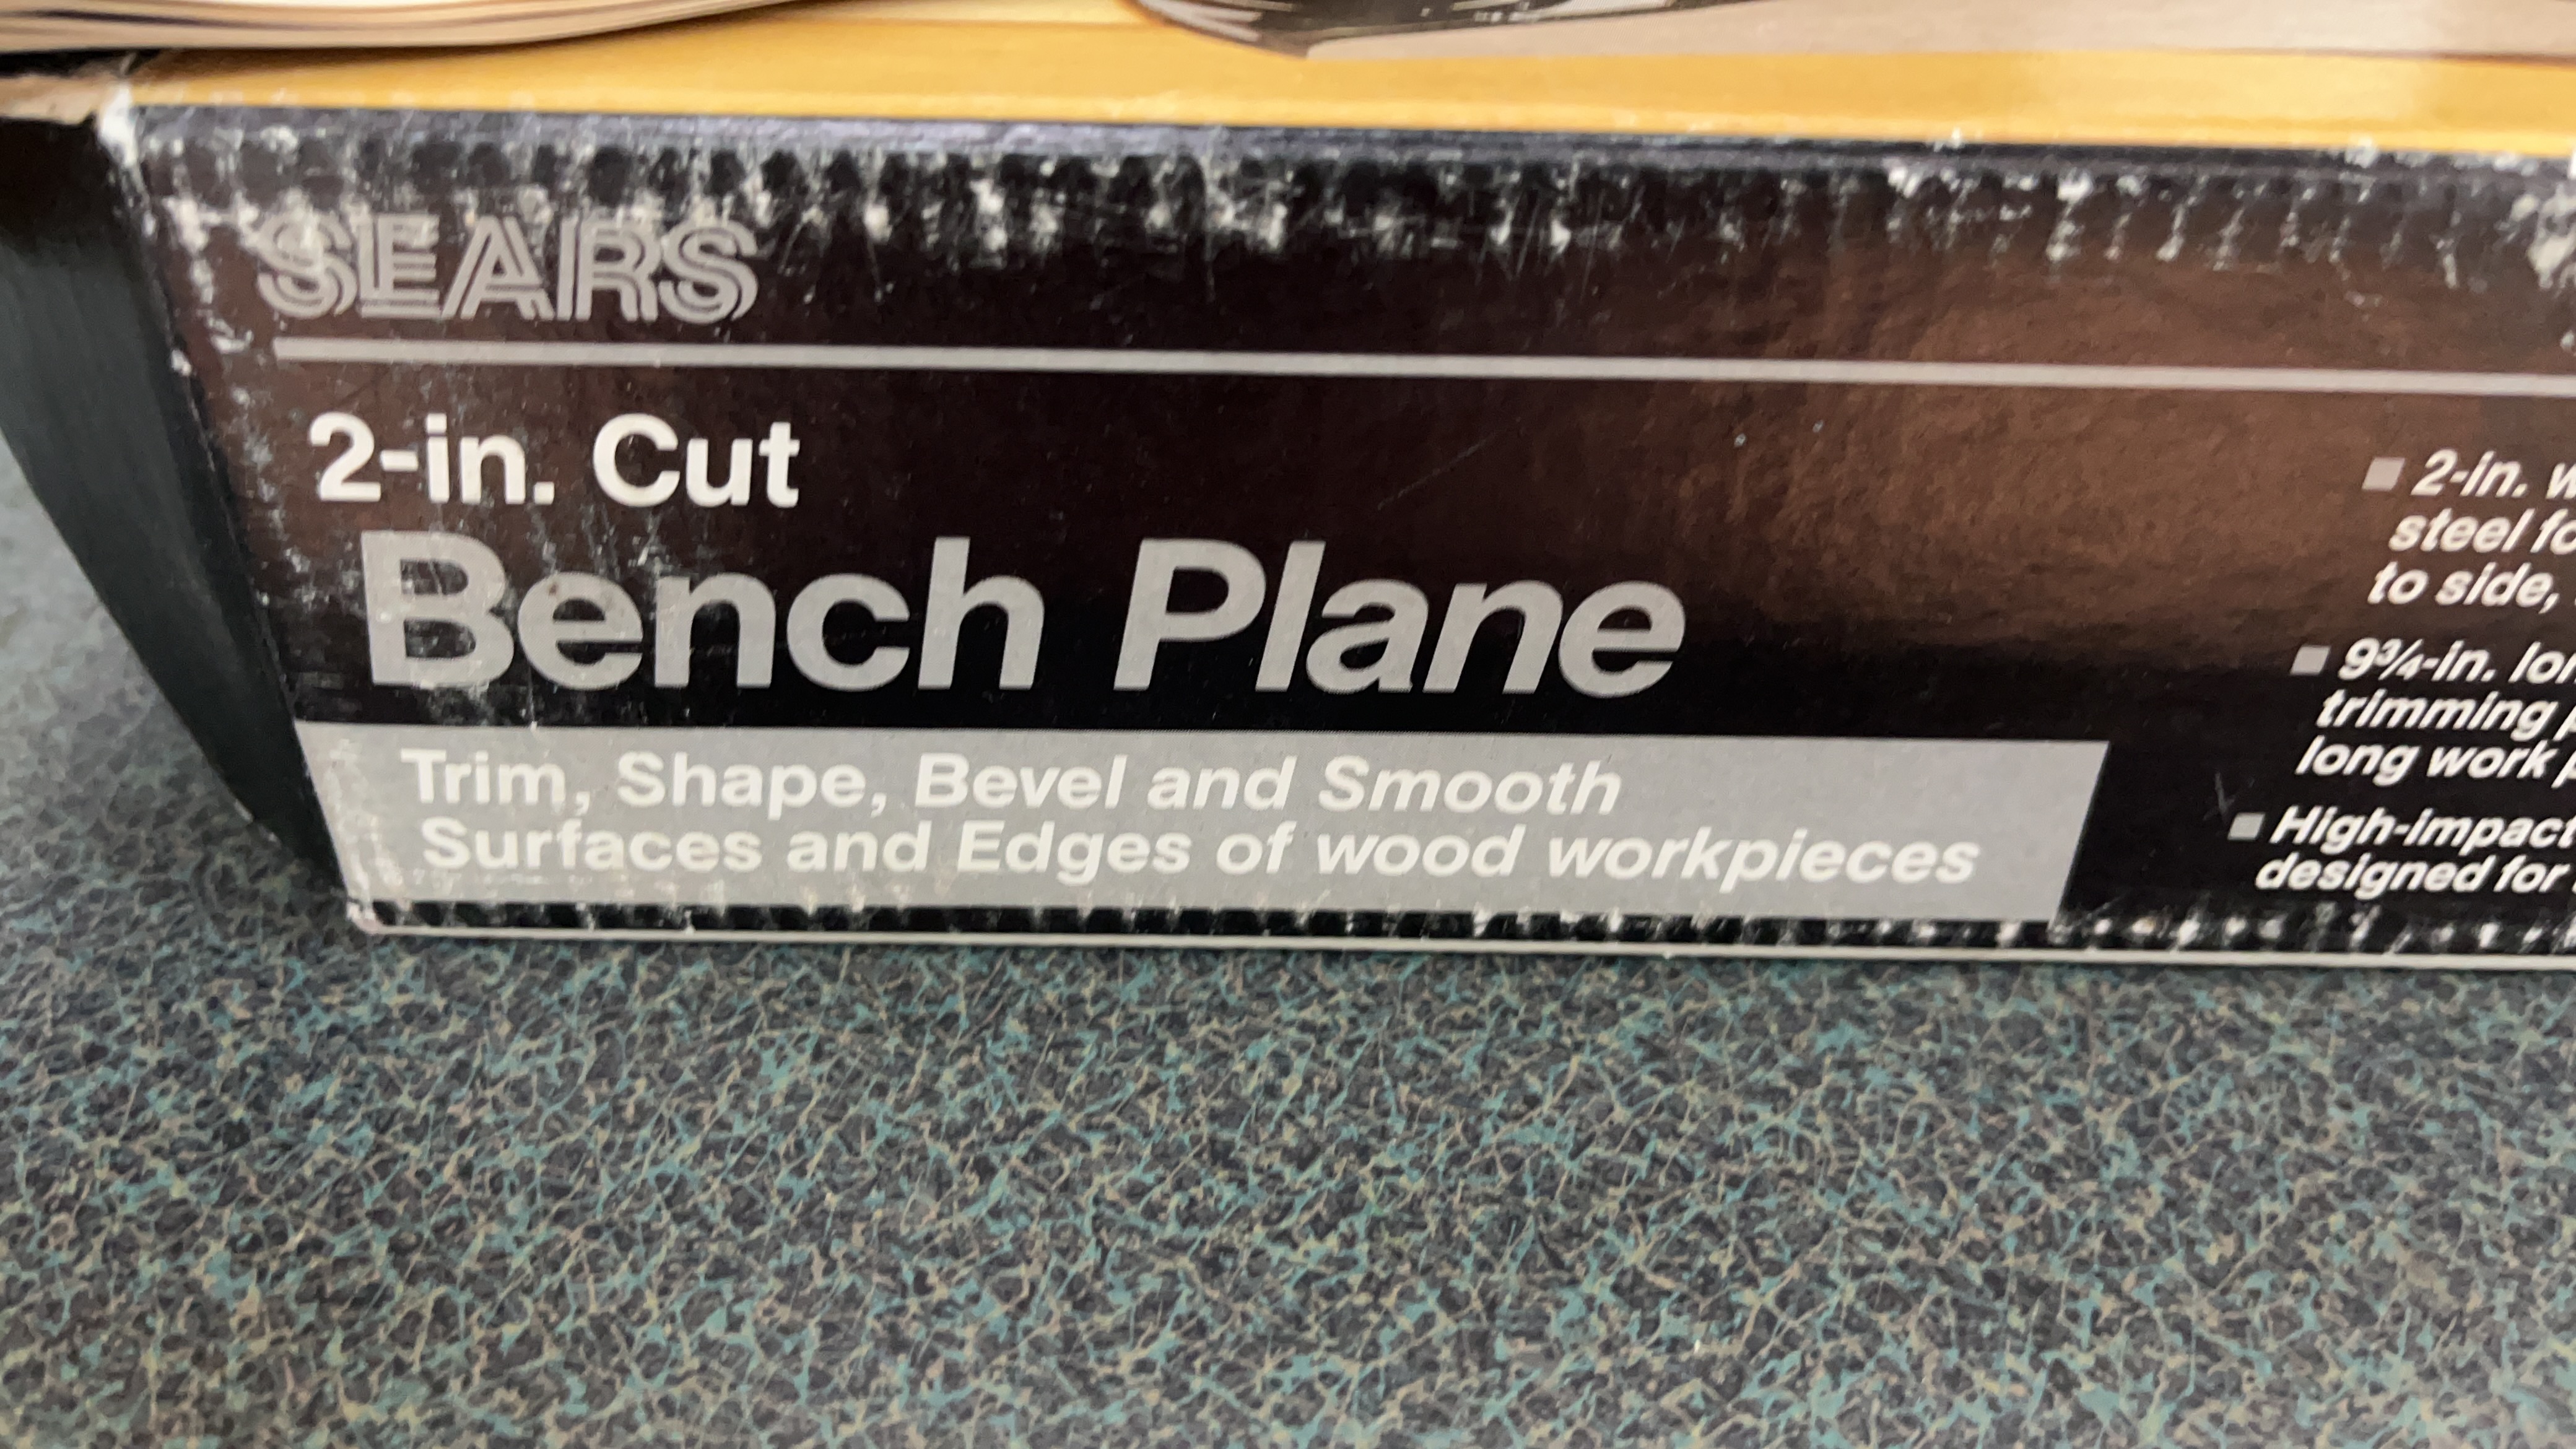 SEARS
2-in. Cut
Bench Plane
Trim, Shape, Bevel and Smooth
Surfaces and Edges of wood workpieces
2-in.
steel
to side,
9¾-in.
trimming
long work
High-impact
designed for